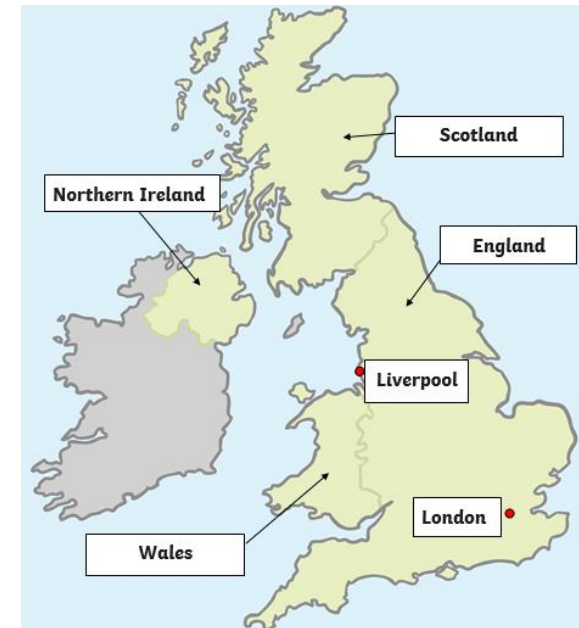 Scotland
Northern Ireland
England
Liverpool
London
Wales